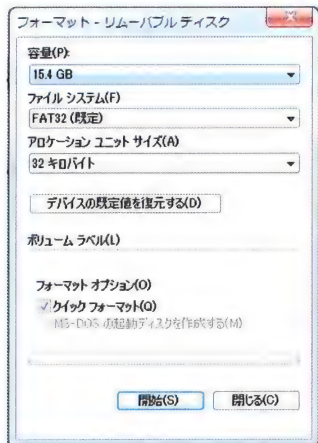 フォーマット - リムーバブル ディスク
容量(P):
15.4 GB
ファイル システム(F)
FAT32 (既定)
アロケーション ユニット サイズ(A)
32 キロバイト
デバイスの既定値を復元する(D)
ボリューム ラベル(L)
フォーマット オプション(O)
クイック フォーマット(Q)
MS-DOS の起動ディスクを作成する(M)
開始(S)
閉じる(C)